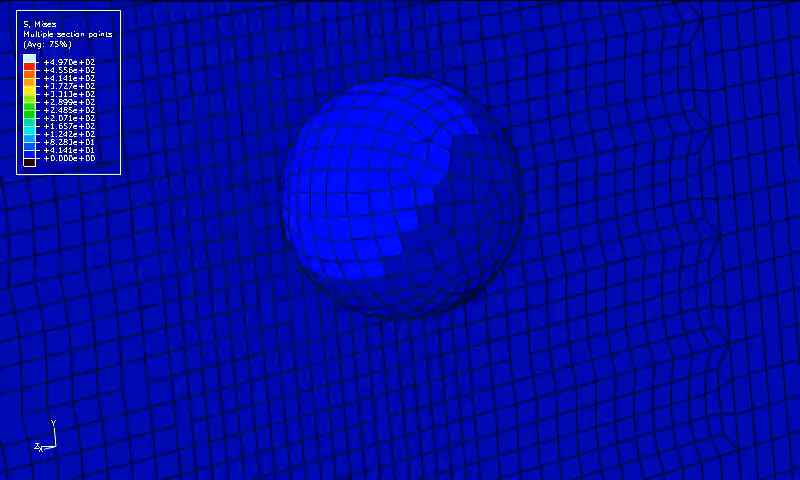 S, Mises
Multiple section points
(Avg: 75%)
+4.970e+02
+4.556e+02
+4.141e+02
+3.727e+02
+3.313e+02
+2.899e+02
+2.485e+02
+2.071e+02
+1.657e+02
+1.242e+02
+8.283e+01
+4.141e+01
+0.000e+00
Y
Z
X